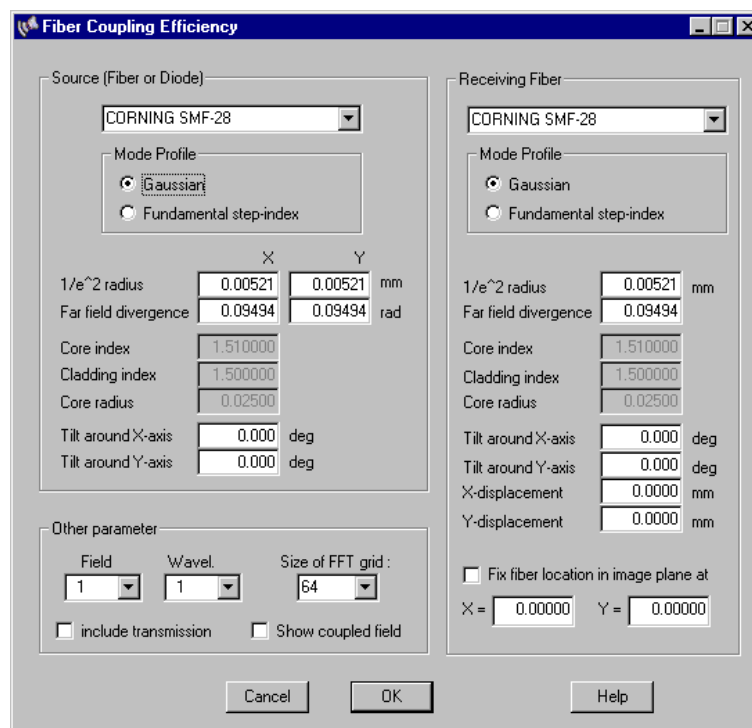 Fiber Coupling Efficiency
Source (Fiber or Diode)
CORNING SMF-28
Mode Profile
Gaussian
Fundamental step-index
X Y
1/e^2 radius 0.00521 0.00521 mm
Far field divergence 0.09494 0.09494 rad
Core index 1.510000
Cladding index 1.500000
Core radius 0.02500
Tilt around X-axis 0.000 deg
Tilt around Y-axis 0.000 deg
Receiving Fiber
CORNING SMF-28
Mode Profile
Gaussian
Fundamental step-index
1/e^2 radius 0.00521 mm
Far field divergence 0.09494
Core index 1.510000
Cladding index 1.500000
Core radius 0.02500
Tilt around X-axis 0.000 deg
Tilt around Y-axis 0.000 deg
X-displacement 0.0000 mm
Y-displacement 0.0000 mm
Fix fiber location in image plane at
X = 0.00000 Y = 0.00000
Other parameter
Field Wavel. Size of FFT grid :
1 1 64
include transmission Show coupled field
Cancel OK Help